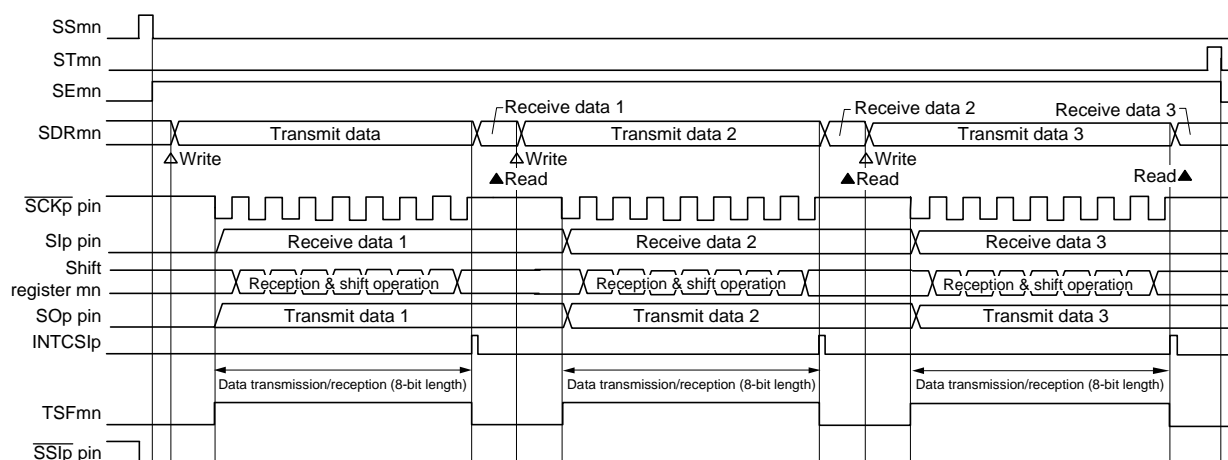 SSmn
STmn
SEmn
Receive data 1
Receive data 2
Receive data 3
SDRmn
Transmit data
Transmit data 2
Transmit data 3
△Write
△Write
△Write
▲Read
▲Read
Read▲
SCKp pin
SIp pin
Receive data 1
Receive data 2
Receive data 3
Shift
register mn
Reception & shift operation
Reception & shift operation
Reception & shift operation
SOp pin
Transmit data 1
Transmit data 2
Transmit data 3
INTCSIp
Data transmission/reception (8-bit length)
Data transmission/reception (8-bit length)
Data transmission/reception (8-bit length)
TSFmn
SSIp pin